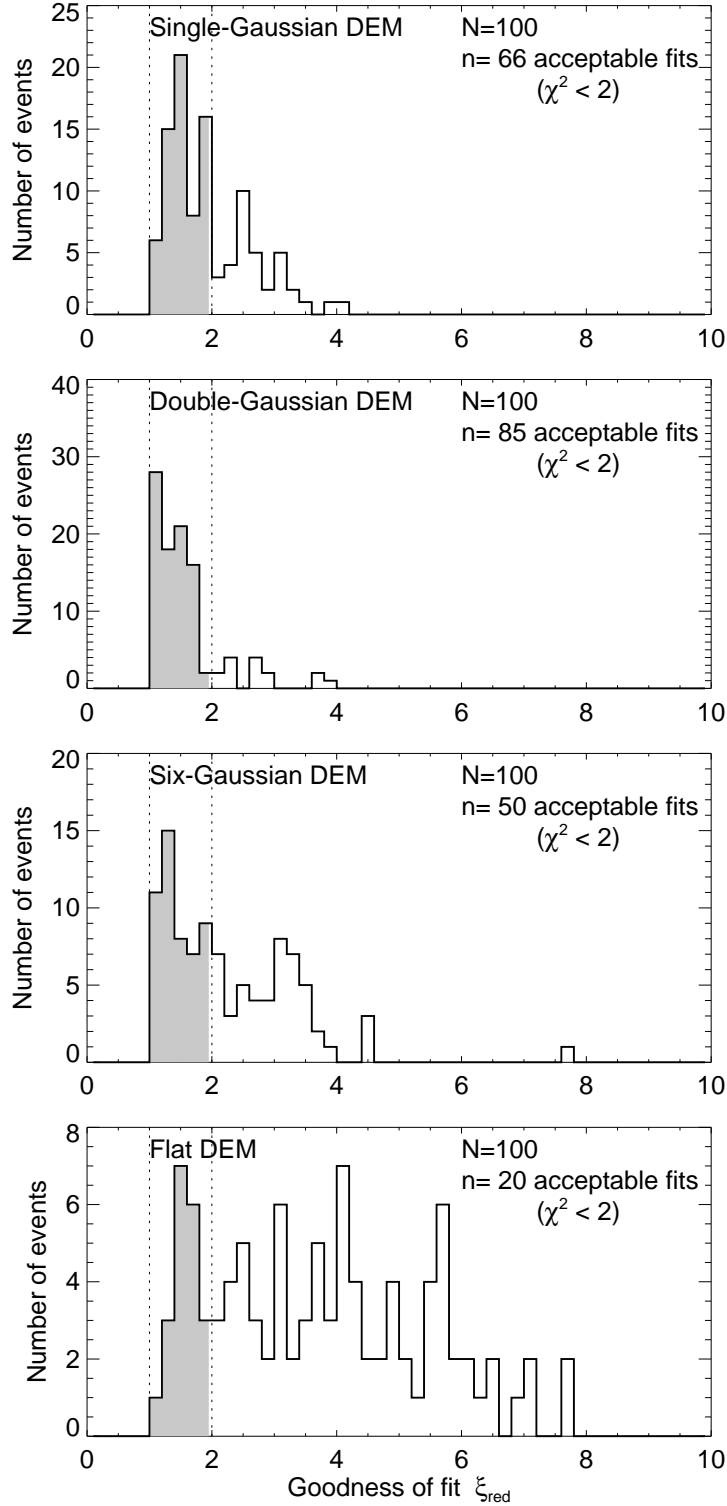 Single-Gaussian DEM
N=100
n= 66 acceptable fits
(χ² < 2)
Number of events
25
20
15
10
5
0
0 2 4 6 8 10
Double-Gaussian DEM
N=100
n= 85 acceptable fits
(χ² < 2)
Number of events
40
30
20
10
0
0 2 4 6 8 10
Six-Gaussian DEM
N=100
n= 50 acceptable fits
(χ² < 2)
Number of events
20
15
10
5
0
0 2 4 6 8 10
Flat DEM
N=100
n= 20 acceptable fits
(χ² < 2)
Number of events
8
6
4
2
0
0 2 4 6 8 10
Goodness of fit ξred